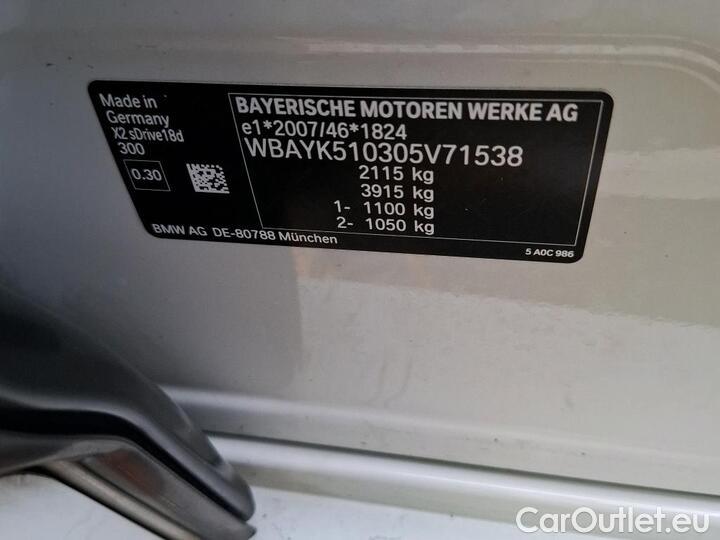 Made in
Germany
X2 sDrive18d
300
0.30
BAYERISCHE MOTOREN WERKE AG
e1*2007/46*1824
WBAYK510305V71538
2115 kg
3915 kg
1- 1100 kg
2- 1050 kg
BMW AG DE-80788 München
5 A0C 986
CarOutlet.eu